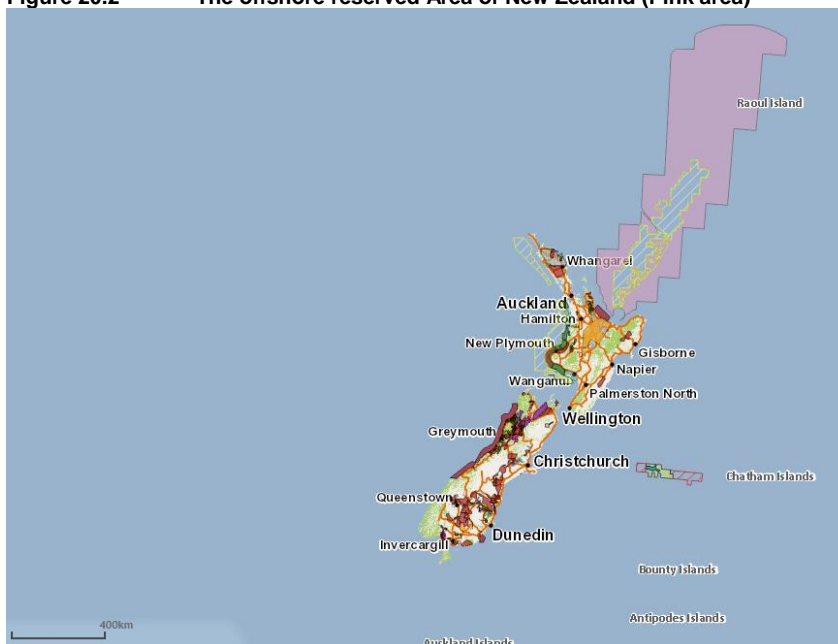 Figure 20.2 The offshore reserved Area of New Zealand (Pink area)
Raoul Island
Whangarei
Auckland
Hamilton
New Plymouth
Gisborne
Napier
Wanganui
Palmerston North
Wellington
Greymouth
Christchurch
Chatham Islands
Queenstown
Dunedin
Invercargill
Bounty Islands
Antipodes Islands
400km
Auckland Islands